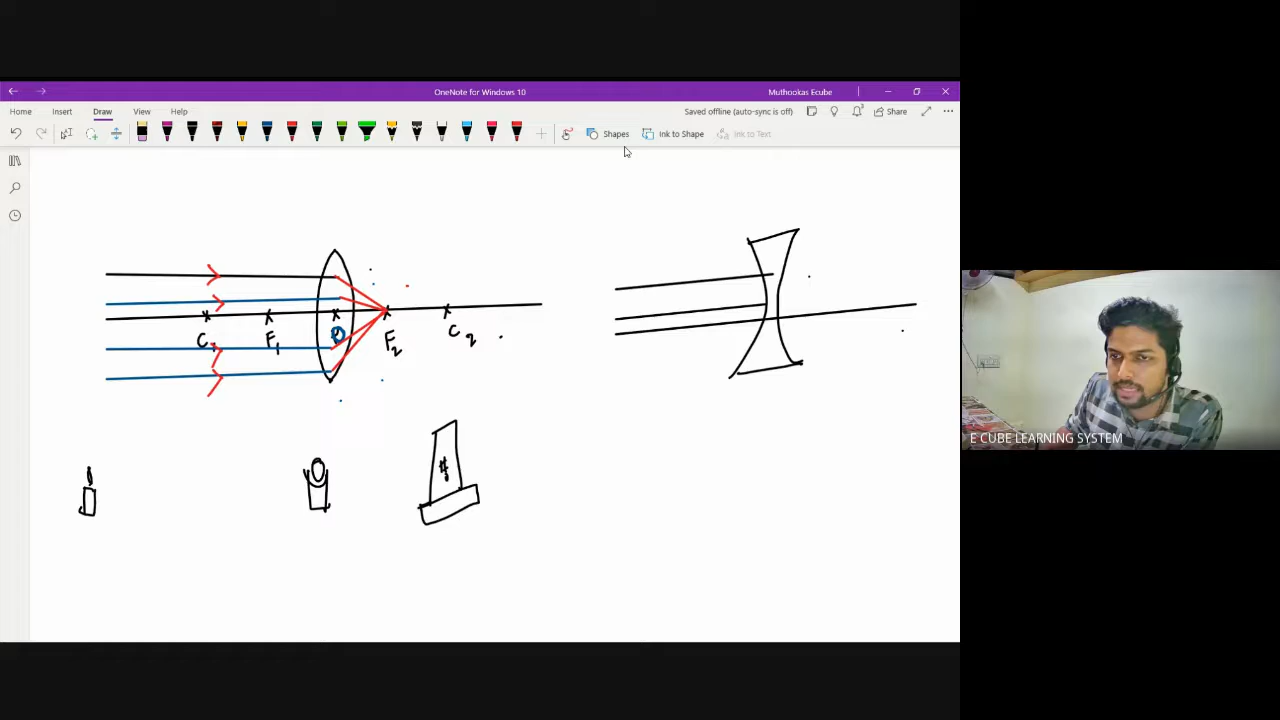 OneNote for Windows 10
Muthookas Ecube
Home Insert Draw View Help
Saved offline (auto-sync is off)
Share
Shapes
Ink to Shape
Ink to Text
F₁
F₂
C₂
E CUBE LEARNING SYSTEM